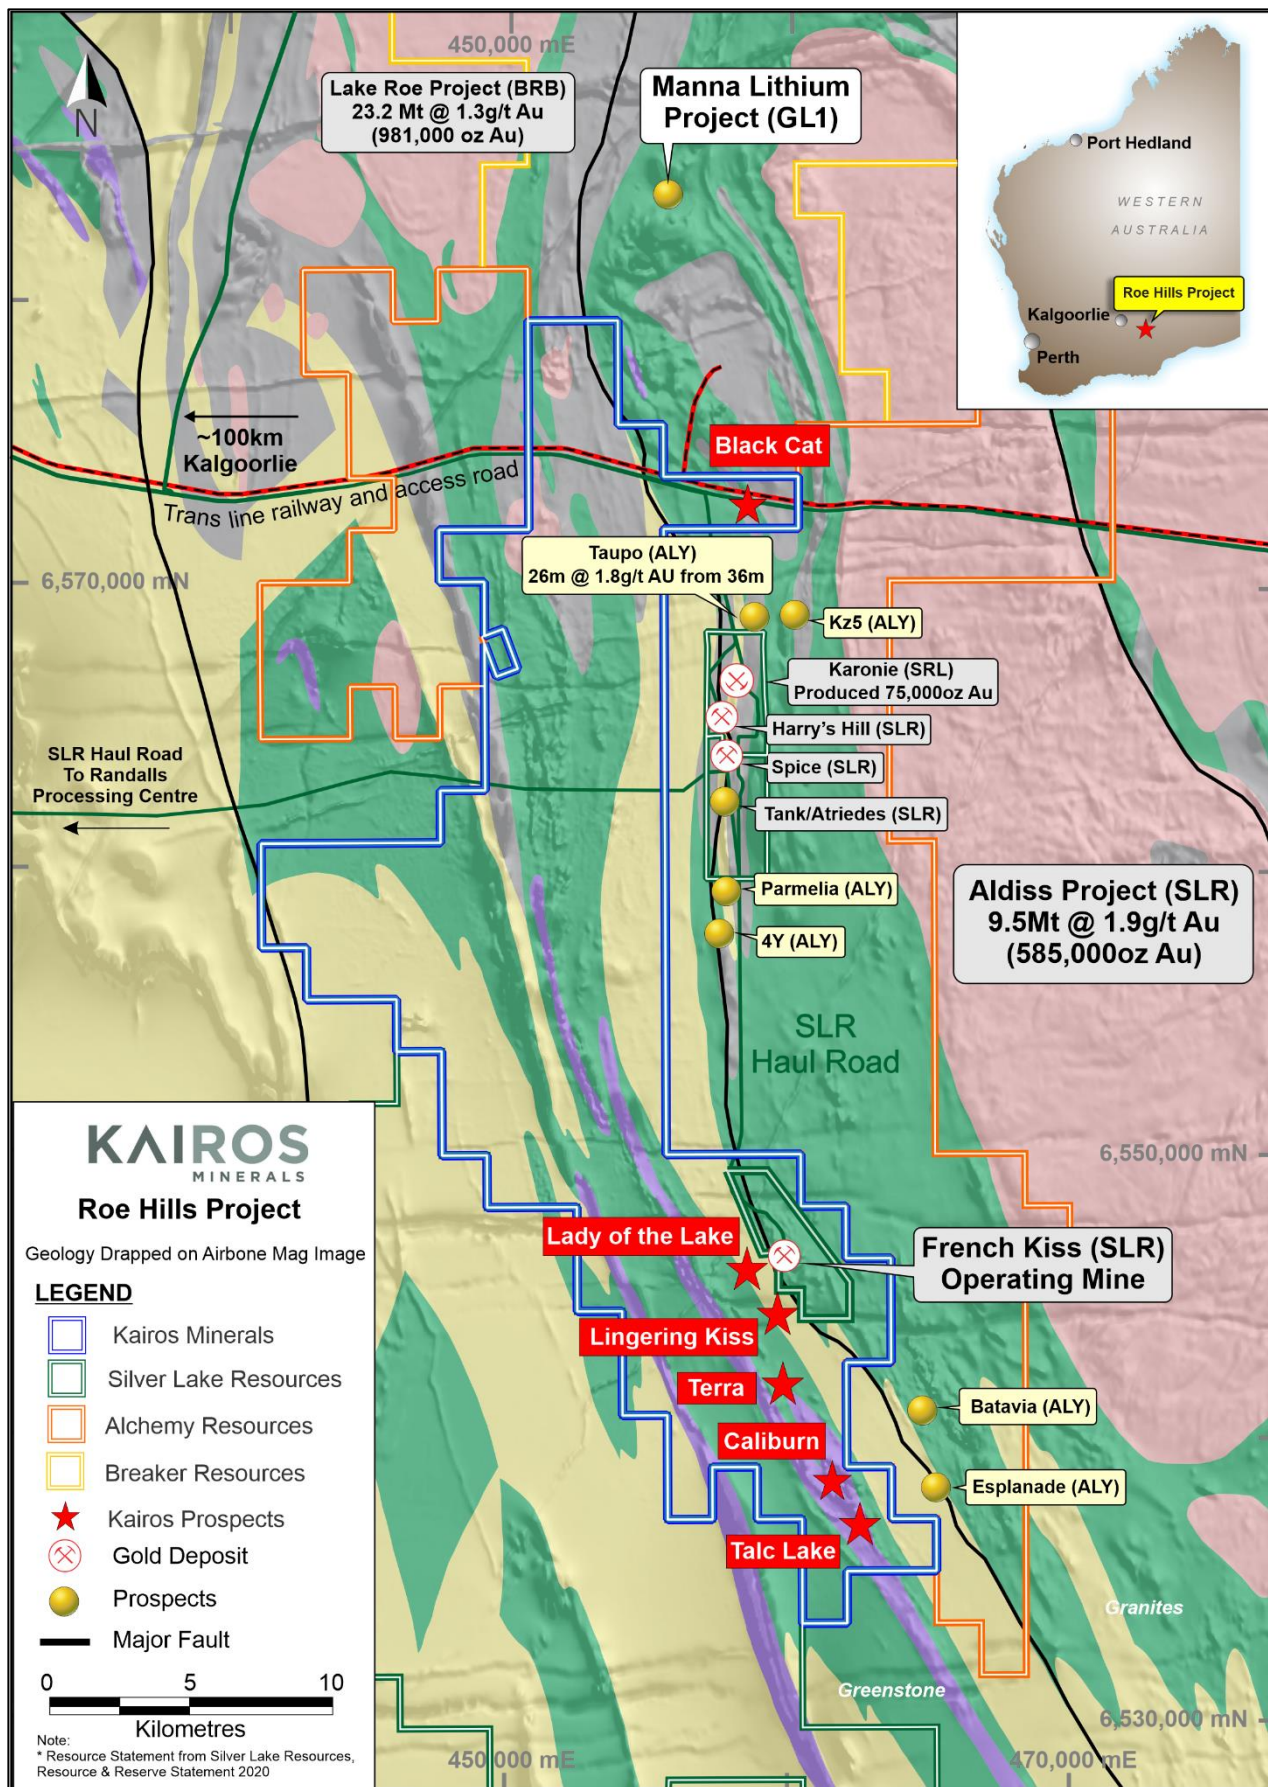 450,000 mE
Lake Roe Project (BRB)
23.2 Mt @ 1.3g/t Au
(981,000 oz Au)
Manna Lithium
Project (GL1)
N
Port Hedland
WESTERN
AUSTRALIA
Roe Hills Project
Kalgoorlie
Perth
~100km
Kalgoorlie
Trans line railway and access road
Black Cat
Taupo (ALY)
26m @ 1.8g/t AU from 36m
6,570,000 mN
Kz5 (ALY)
Karonie (SRL)
Produced 75,000oz Au
Harry's Hill (SLR)
Spice (SLR)
SLR Haul Road
To Randalls
Processing Centre
Tank/Atriedes (SLR)
Parmelia (ALY)
4Y (ALY)
Aldiss Project (SLR)
9.5Mt @ 1.9g/t Au
(585,000oz Au)
SLR
Haul Road
6,550,000 mN
Lady of the Lake
French Kiss (SLR)
Operating Mine
Lingering Kiss
Terra
Batavia (ALY)
Caliburn
Esplanade (ALY)
Talc Lake
Granites
Greenstone
6,530,000 mN
450,000 mE
470,000 mE
KAIROS
MINERALS
Roe Hills Project
Geology Drapped on Airbone Mag Image
LEGEND
Kairos Minerals
Silver Lake Resources
Alchemy Resources
Breaker Resources
Kairos Prospects
Gold Deposit
Prospects
Major Fault
0 5 10
Kilometres
Note:
* Resource Statement from Silver Lake Resources,
Resource & Reserve Statement 2020